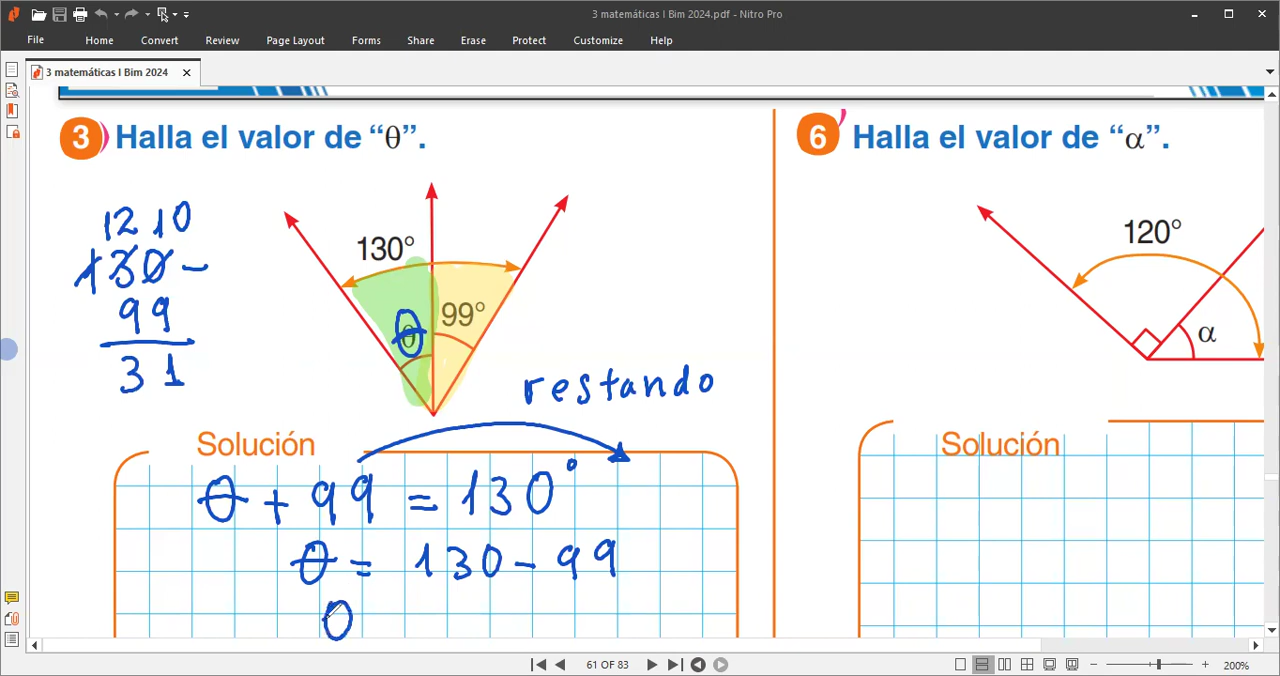 3 matemáticas I Bim 2024.pdf - Nitro Pro
File Home Convert Review Page Layout Forms Share Erase Protect Customize Help
3 matemáticas I Bim 2024
3 Halla el valor de “θ”.
12 10
130 -
99
31
130°
θ 99°
restando
Solución
θ + 99 = 130°
θ = 130 - 99
0
6 Halla el valor de “α”.
120°
α
Solución
61 OF 83
200%